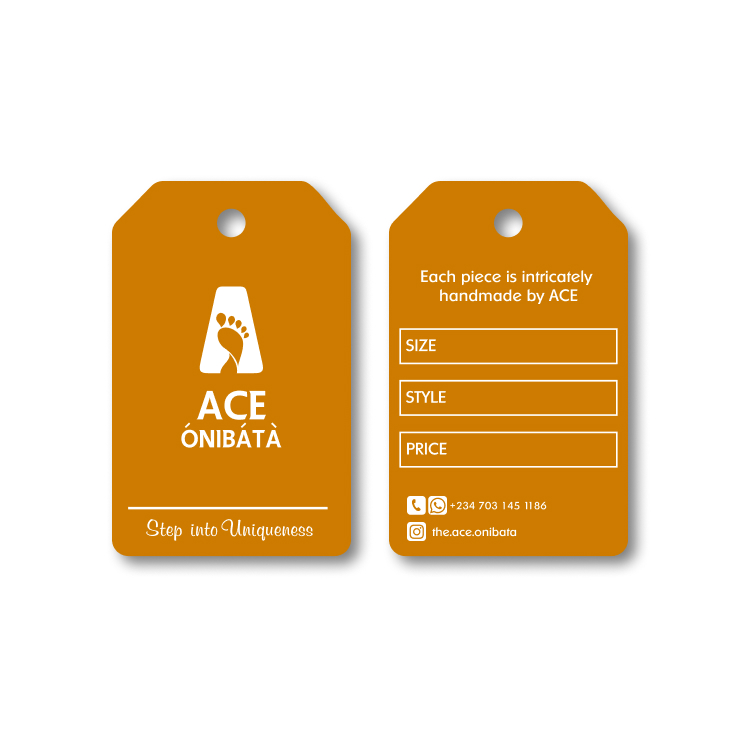 ACE
ÓNIBÁTÀ
Step into Uniqueness
Each piece is intricately
handmade by ACE
SIZE
STYLE
PRICE
+234 703 145 1186
the.ace.onibata